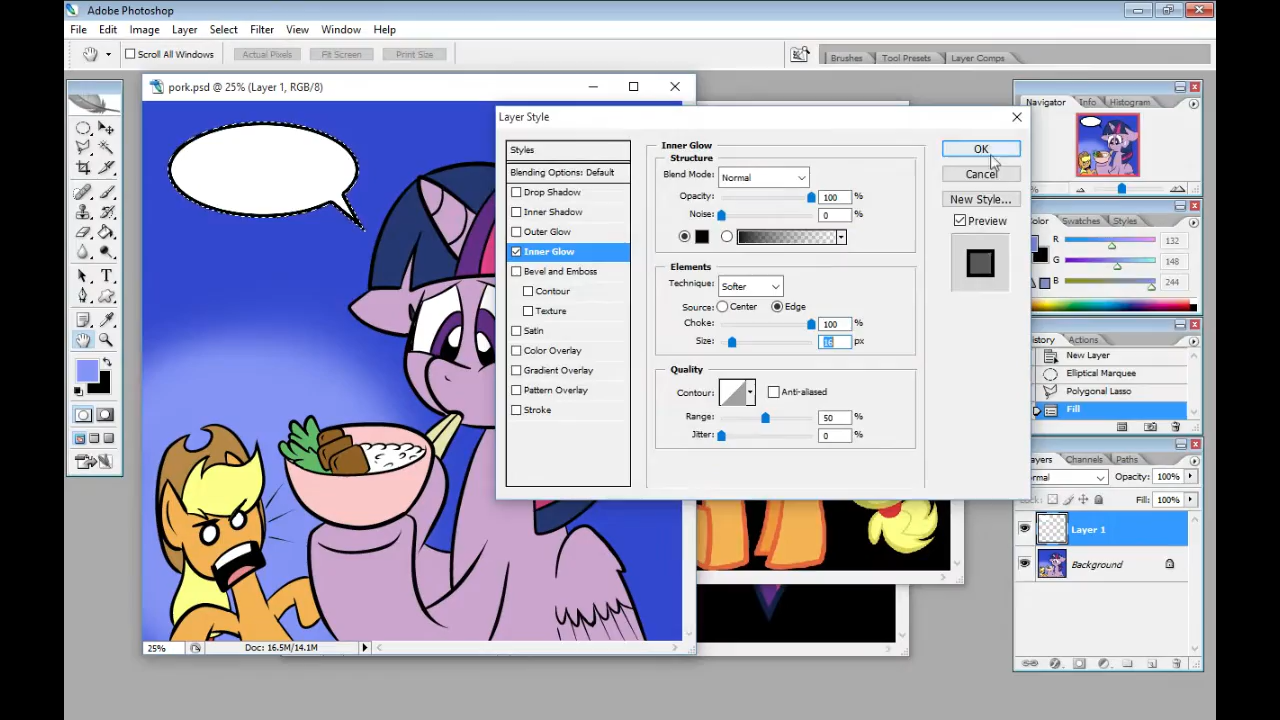 Adobe Photoshop
File Edit Image Layer Select Filter View Window Help
Scroll All Windows Actual Pixels Fit Screen Print Size Brushes Tool Presets Layer Comps
pork.psd @ 25% (Layer 1, RGB/8)
Layer Style
Styles
Blending Options: Default
Drop Shadow
Inner Shadow
Outer Glow
Inner Glow
Bevel and Emboss
Contour
Texture
Satin
Color Overlay
Gradient Overlay
Pattern Overlay
Stroke
Inner Glow
Structure
Blend Mode: Normal
Opacity: 100 %
Noise: 0 %
Elements
Technique: Softer
Source: Center Edge
Choke: 100 %
Size: 16 px
Quality
Contour: Anti-aliased
Range: 50 %
Jitter: 0 %
OK
Cancel
New Style...
Preview
Navigator Info Histogram
%
Color Swatches Styles
R 132
G 148
B 244
History Actions
New Layer
Elliptical Marquee
Polygonal Lasso
Fill
Layers Channels Paths
Normal Opacity: 100%
Lock: Fill: 100%
Layer 1
Background
25% Doc: 16.5M/14.1M